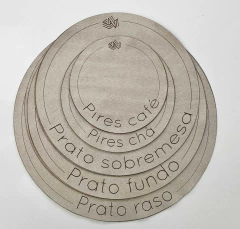 Pires café
Pires chá
Prato sobremesa
Prato fundo
Prato raso